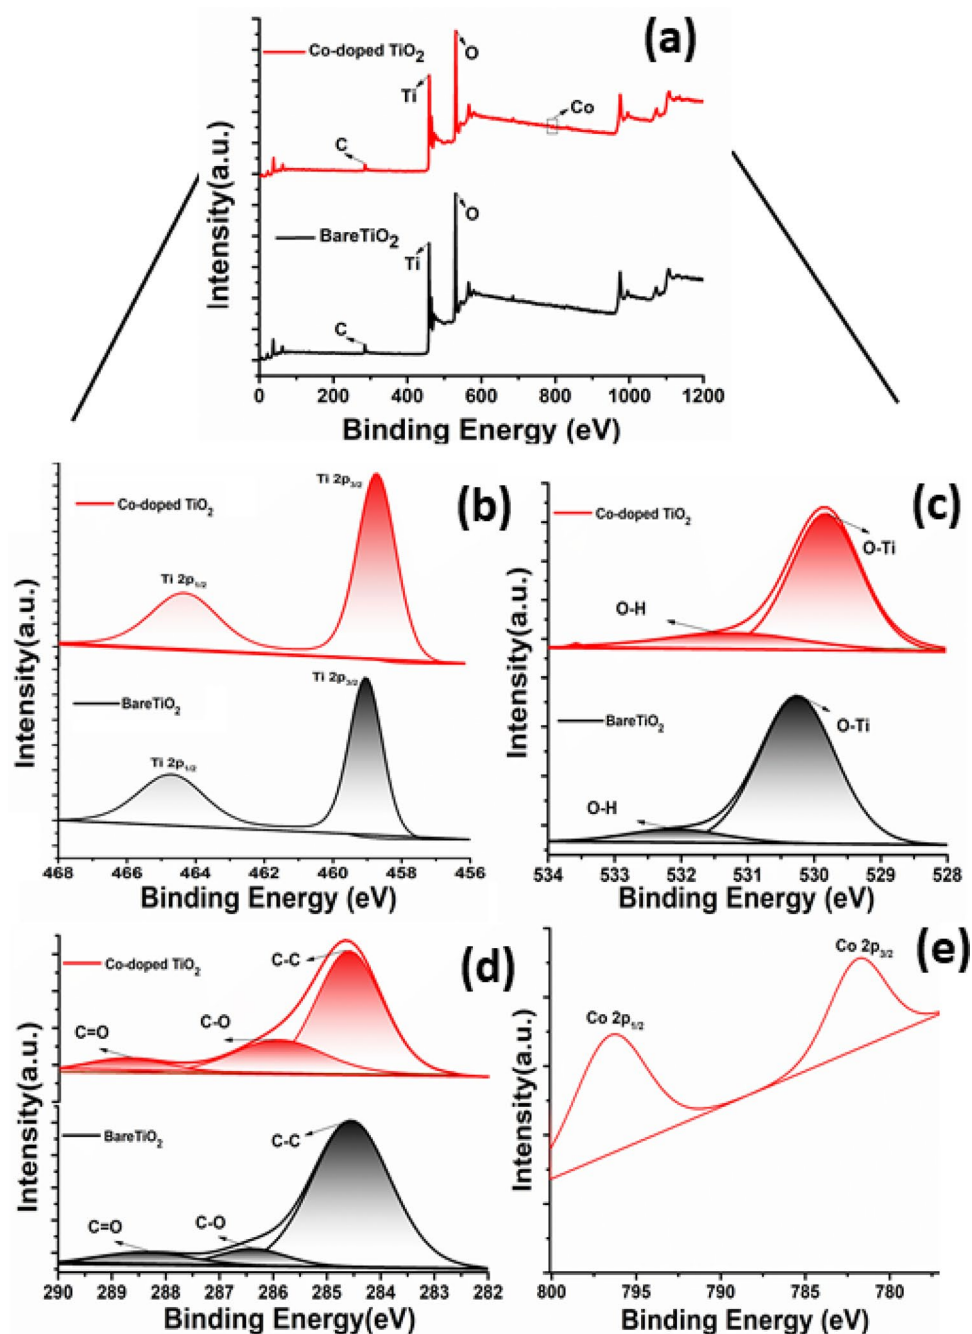 (a)
Co-doped TiO₂
O
Ti
Co
C
BareTiO₂
O
Ti
C
Intensity(a.u.)
0 200 400 600 800 1000 1200
Binding Energy (eV)
(b)
Ti 2p₃/₂
Co-doped TiO₂
Ti 2p₁/₂
Ti 2p₃/₂
BareTiO₂
Ti 2p₁/₂
Intensity(a.u.)
468 466 464 462 460 458 456
Binding Energy (eV)
(c)
Co-doped TiO₂
O-Ti
O-H
BareTiO₂
O-Ti
O-H
Intensity(a.u.)
534 533 532 531 530 529 528
Binding Energy (eV)
(d)
Co-doped TiO₂
C-C
C-O
C=O
BareTiO₂
C-C
C-O
C=O
Intensity(a.u.)
290 289 288 287 286 285 284 283 282
Binding Energy(eV)
(e)
Co 2p₃/₂
Co 2p₁/₂
Intensity(a.u.)
800 795 790 785 780
Binding Energy (eV)